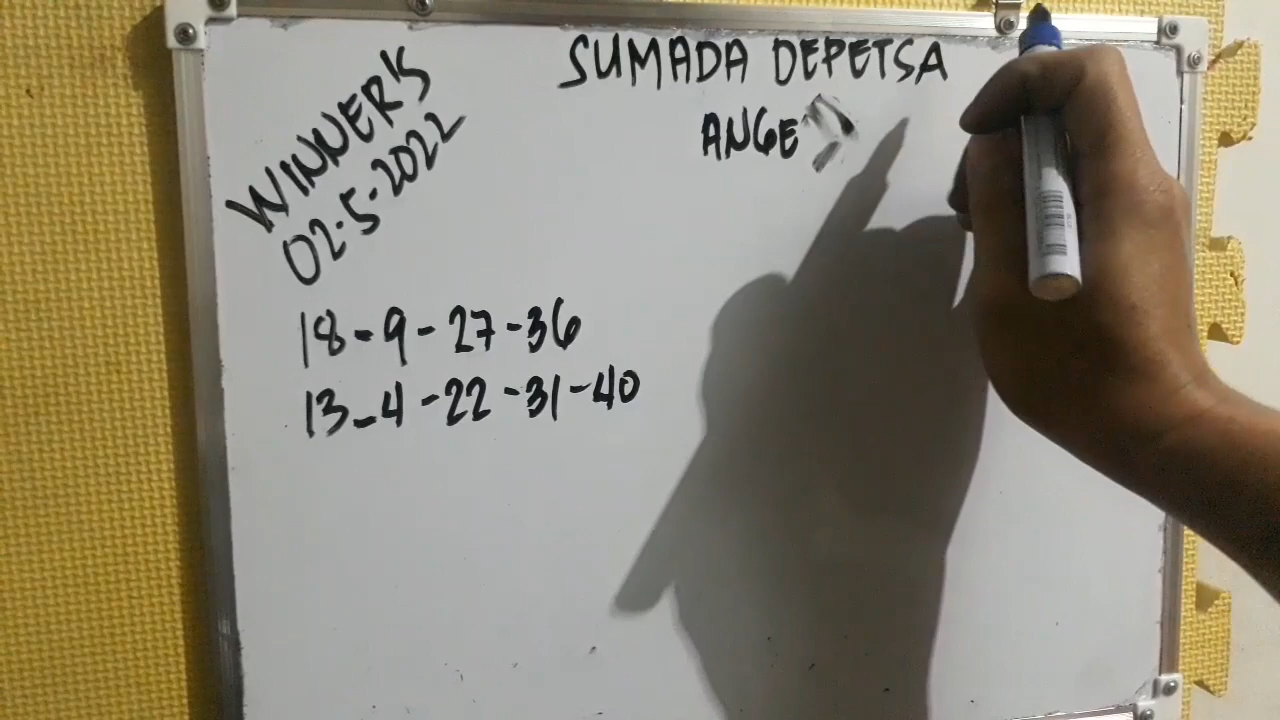 SUMADA DEPETSA
ANGE
WINNER'S
02.5.2022
18-9-27-36
13-4-22-31-40